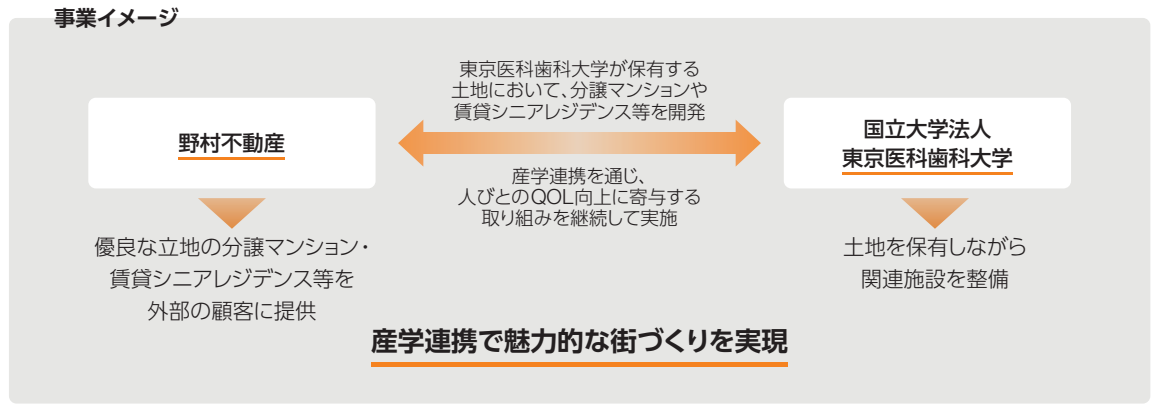 事業イメージ
東京医科歯科大学が保有する
土地において、分譲マンションや
賃貸シニアレジデンス等を開発
野村不動産
国立大学法人
東京医科歯科大学
産学連携を通じ、
人びとのQOL向上に寄与する
取り組みを継続して実施
優良な立地の分譲マンション・
賃貸シニアレジデンス等を
外部の顧客に提供
土地を保有しながら
関連施設を整備
産学連携で魅力的な街づくりを実現